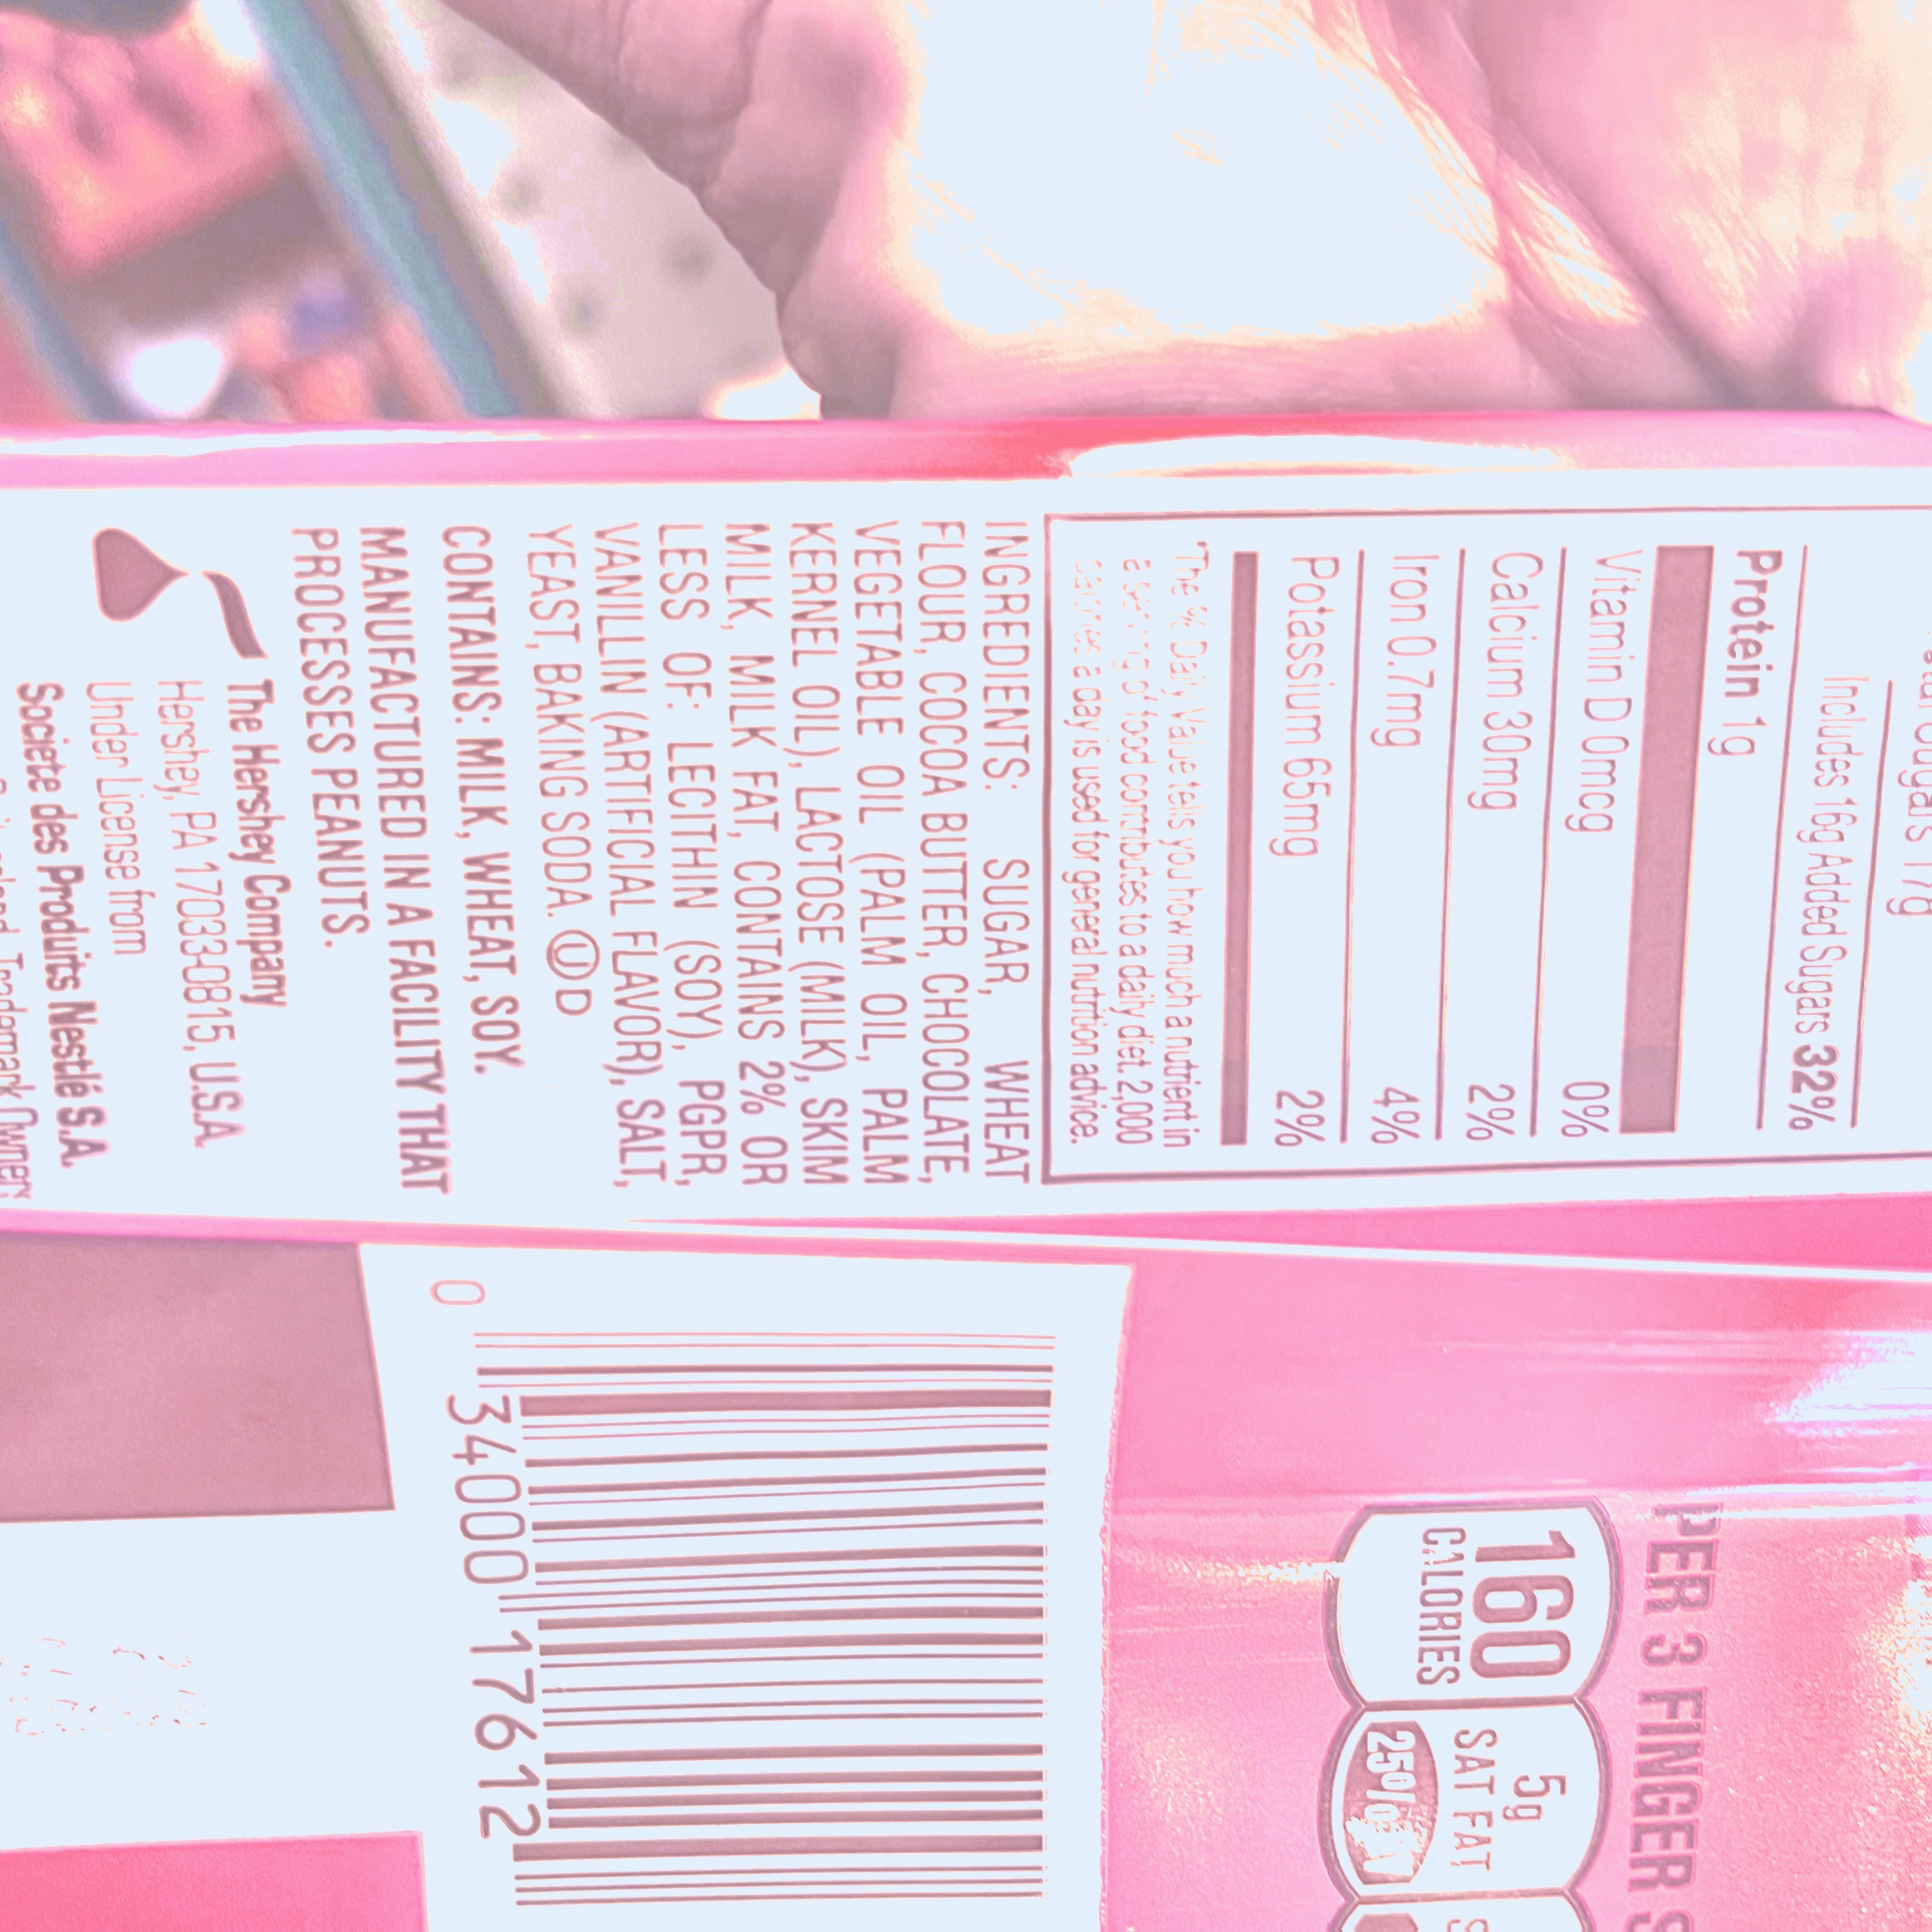 Sugars 17g
Includes 16g Added Sugars 32%
Protein 1g
Vitamin D 0mcg 0%
Calcium 30mg 2%
Iron 0.7mg 4%
Potassium 65mg 2%
*The % Daily Value tells you how much a nutrient in
a serving of food contributes to a daily diet. 2,000
calories a day is used for general nutrition advice.
INGREDIENTS: SUGAR, WHEAT
FLOUR, COCOA BUTTER, CHOCOLATE,
VEGETABLE OIL (PALM OIL, PALM
KERNEL OIL), LACTOSE (MILK), SKIM
MILK, MILK FAT, CONTAINS 2% OR
LESS OF: LECITHIN (SOY), PGPR,
VANILLIN (ARTIFICIAL FLAVOR), SALT,
YEAST, BAKING SODA. Ⓤ D
CONTAINS: MILK, WHEAT, SOY.
MANUFACTURED IN A FACILITY THAT
PROCESSES PEANUTS.
The Hershey Company
Hershey, PA 17033-0815, U.S.A.
Under License from
Societe des Produits Nestlé S.A.
Trademark Owner
PER 3 FINGER
160
CALORIES
5g
SAT FAT
25%
0 34000 17612